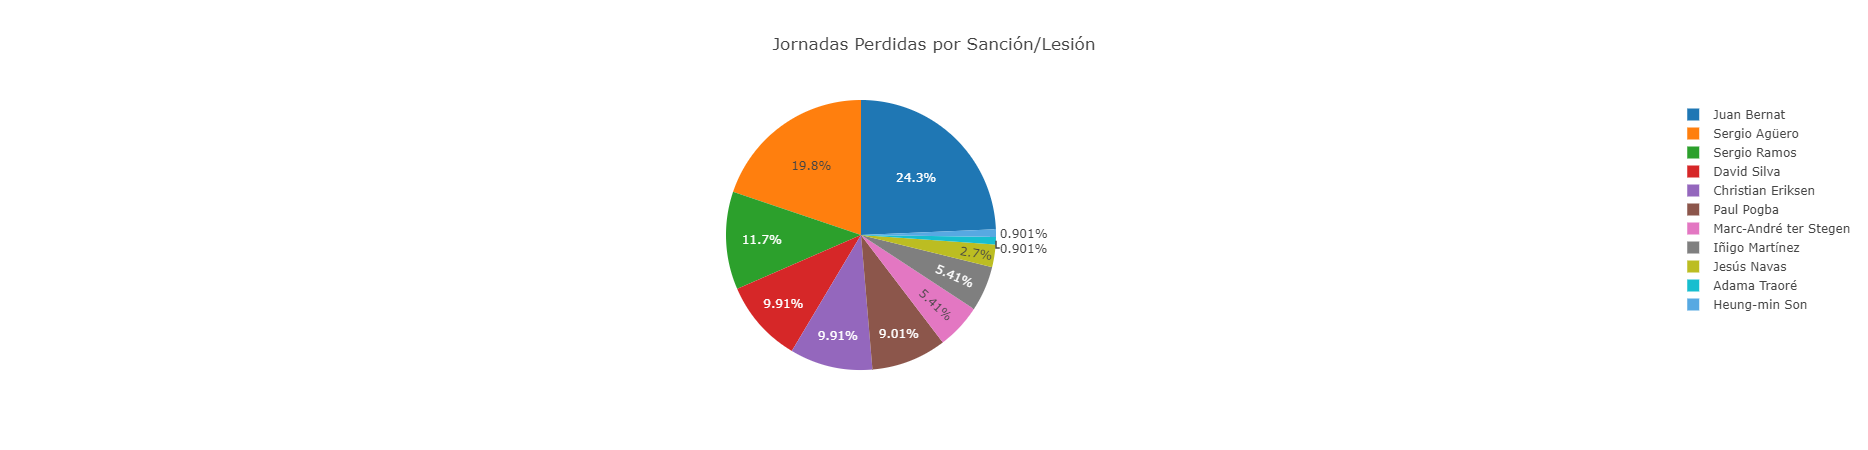 Jornadas Perdidas por Sanción/Lesión
19.8%
24.3%
11.7%
0.901%
0.901%
2.7%
5.41%
5.41%
9.91%
9.91%
9.01%
Juan Bernat
Sergio Agüero
Sergio Ramos
David Silva
Christian Eriksen
Paul Pogba
Marc-André ter Stegen
Iñigo Martínez
Jesús Navas
Adama Traoré
Heung-min Son